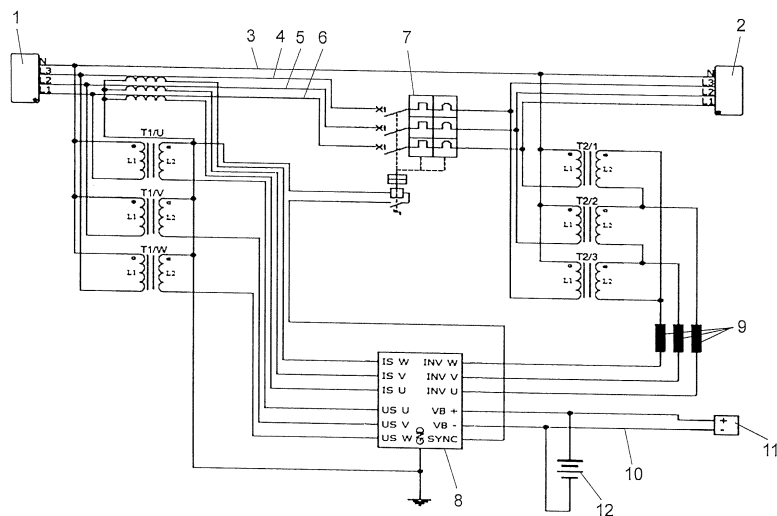 1
3
4
5
6
7
2
N
L3
L2
L1
N
L3
L2
L1
T1/U
L1
L2
T1/V
L1
L2
T1/W
L1
L2
T2/1
L1
L2
T2/2
L1
L2
T2/3
L1
L2
9
IS W
IS V
IS U
US U
US V
US W
INV W
INV V
INV U
VB +
VB -
SYNC
GND
8
10
+
-
11
12